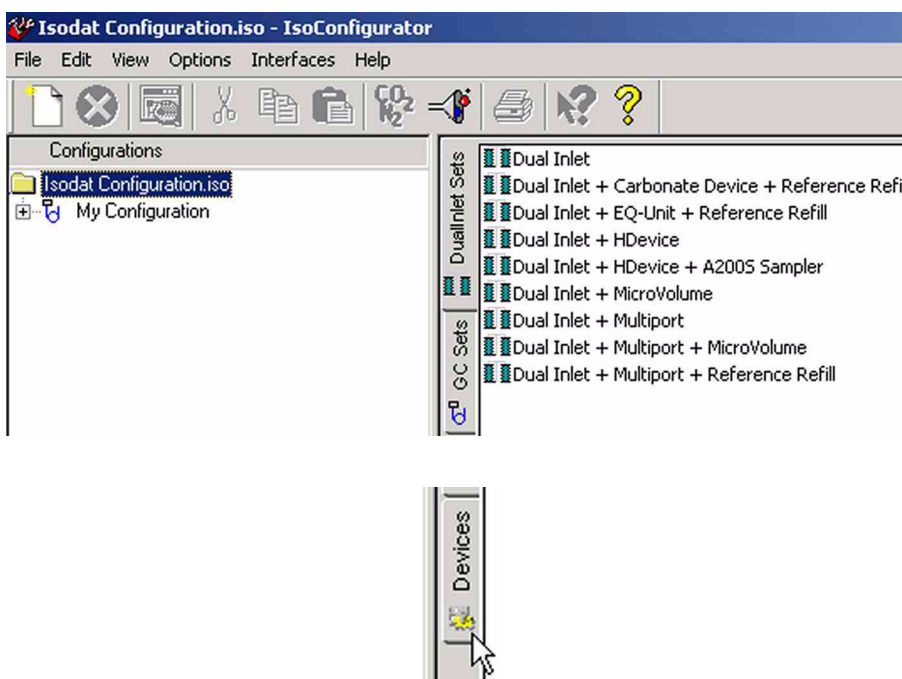 Isodat Configuration.iso - IsoConfigurator
File Edit View Options Interfaces Help
CO2 N2
Configurations
Isodat Configuration.iso
My Configuration
DualInlet Sets
GC Sets
Dual Inlet
Dual Inlet + Carbonate Device + Reference Refi
Dual Inlet + EQ-Unit + Reference Refill
Dual Inlet + HDevice
Dual Inlet + HDevice + A200S Sampler
Dual Inlet + MicroVolume
Dual Inlet + Multiport
Dual Inlet + Multiport + MicroVolume
Dual Inlet + Multiport + Reference Refill
Devices